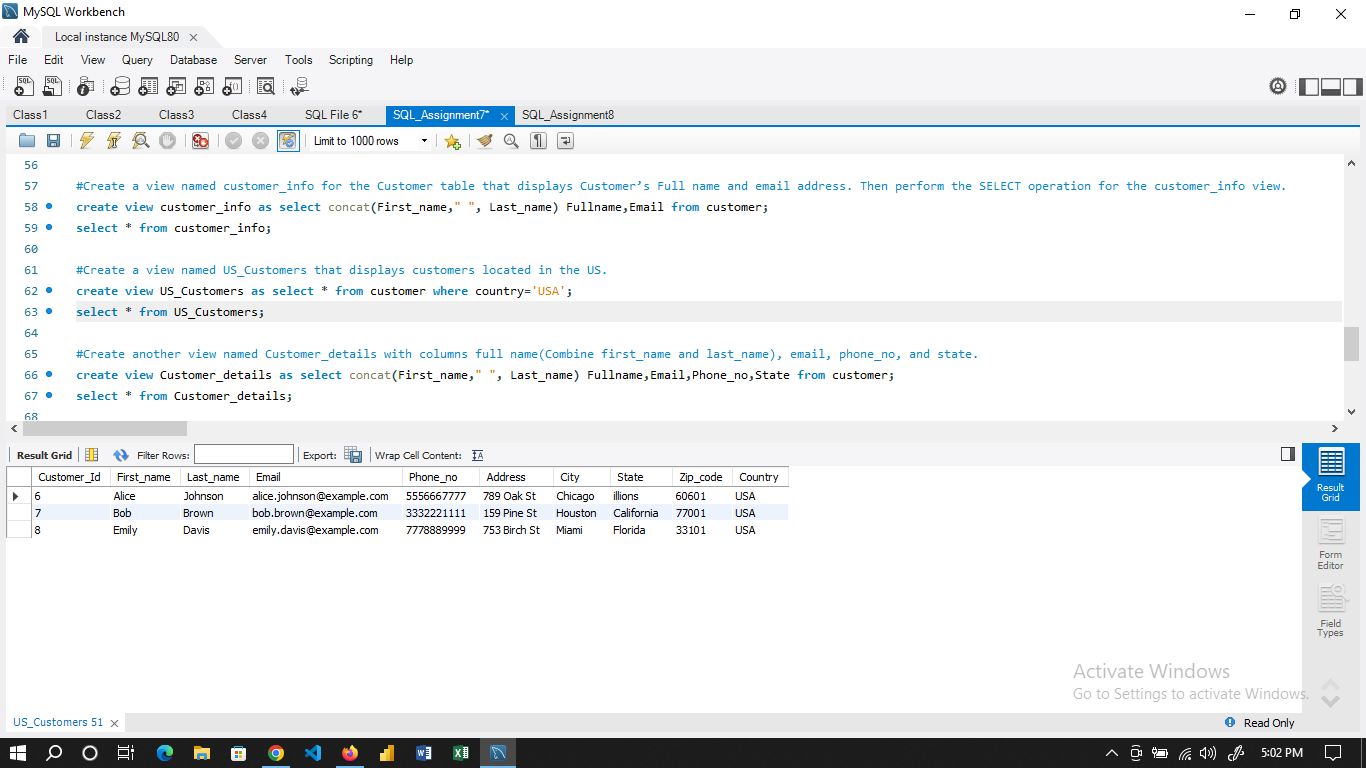 MySQL Workbench
Local instance MySQL80
File Edit View Query Database Server Tools Scripting Help
Class1 Class2 Class3 Class4 SQL File 6* SQL_Assignment7* SQL_Assignment8
Limit to 1000 rows
56
57 #Create a view named customer_info for the Customer table that displays Customer’s Full name and email address. Then perform the SELECT operation for the customer_info view.
58 create view customer_info as select concat(First_name," ", Last_name) Fullname,Email from customer;
59 select * from customer_info;
60
61 #Create a view named US_Customers that displays customers located in the US.
62 create view US_Customers as select * from customer where country='USA';
63 select * from US_Customers;
64
65 #Create another view named Customer_details with columns full name(Combine first_name and last_name), email, phone_no, and state.
66 create view Customer_details as select concat(First_name," ", Last_name) Fullname,Email,Phone_no,State from customer;
67 select * from Customer_details;
68
Result Grid Filter Rows: Export: Wrap Cell Content:
Customer_Id First_name Last_name Email Phone_no Address City State Zip_code Country
6 Alice Johnson alice.johnson@example.com 5556667777 789 Oak St Chicago illions 60601 USA
7 Bob Brown bob.brown@example.com 3332221111 159 Pine St Houston California 77001 USA
8 Emily Davis emily.davis@example.com 7778889999 753 Birch St Miami Florida 33101 USA
Result
Grid
Form
Editor
Field
Types
Activate Windows
Go to Settings to activate Windows.
US_Customers 51
Read Only
5:02 PM